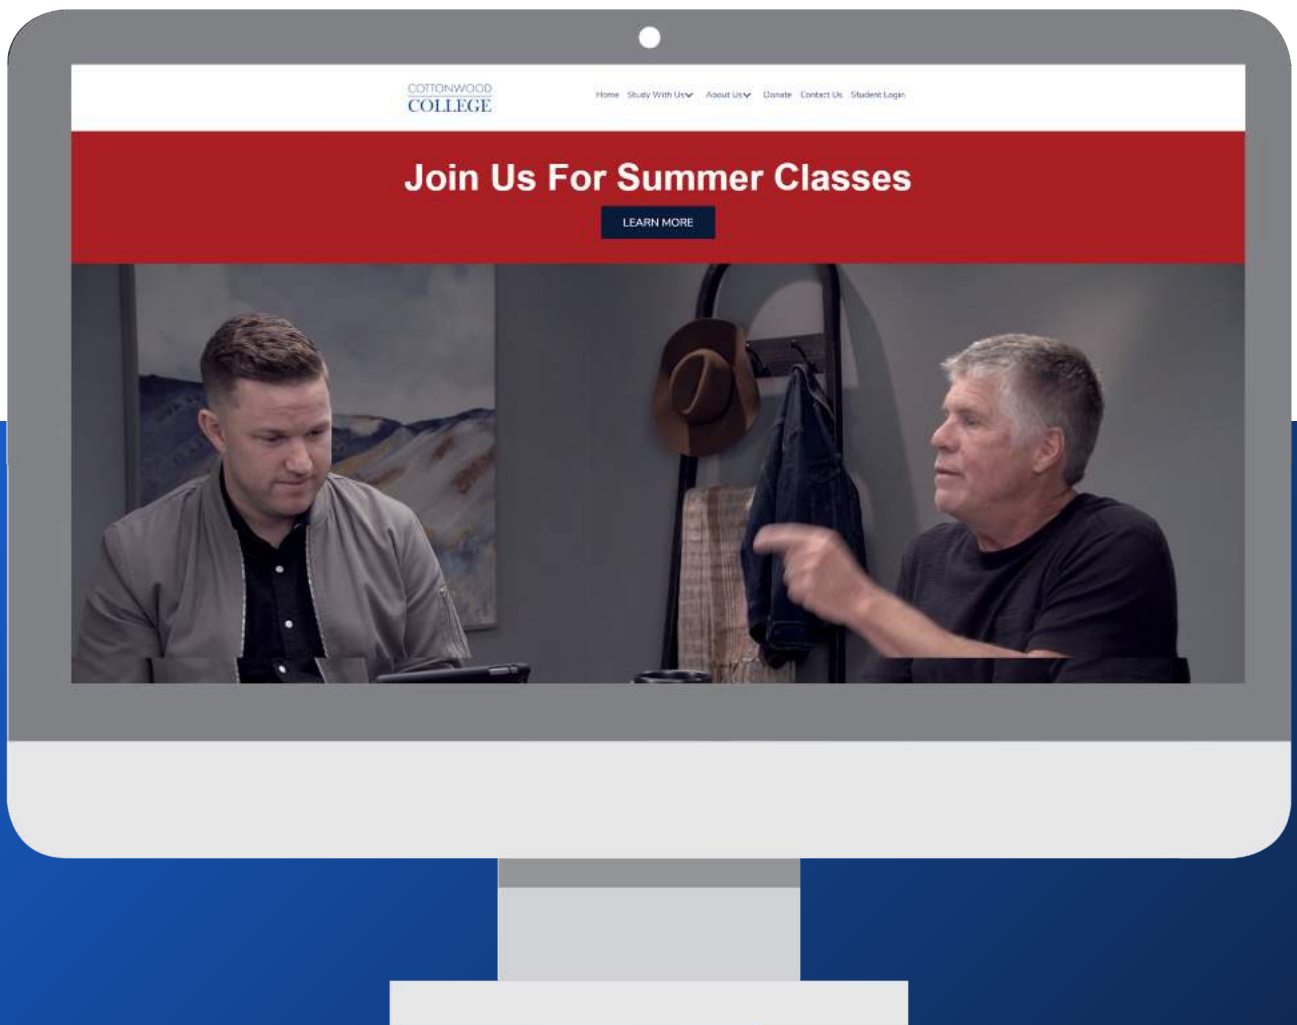 COTTONWOOD
COLLEGE
Home Study With Us About Us Donate Contact Us Student Login
Join Us For Summer Classes
LEARN MORE